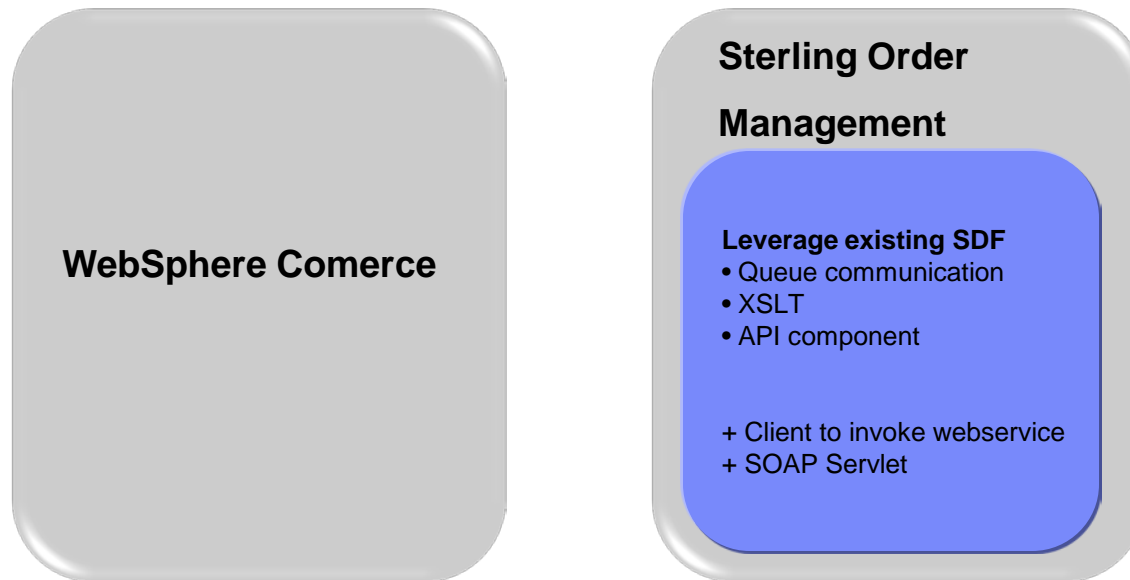 WebSphere Comerce
Sterling Order
Management
Leverage existing SDF
• Queue communication
• XSLT
• API component
+ Client to invoke webservice
+ SOAP Servlet